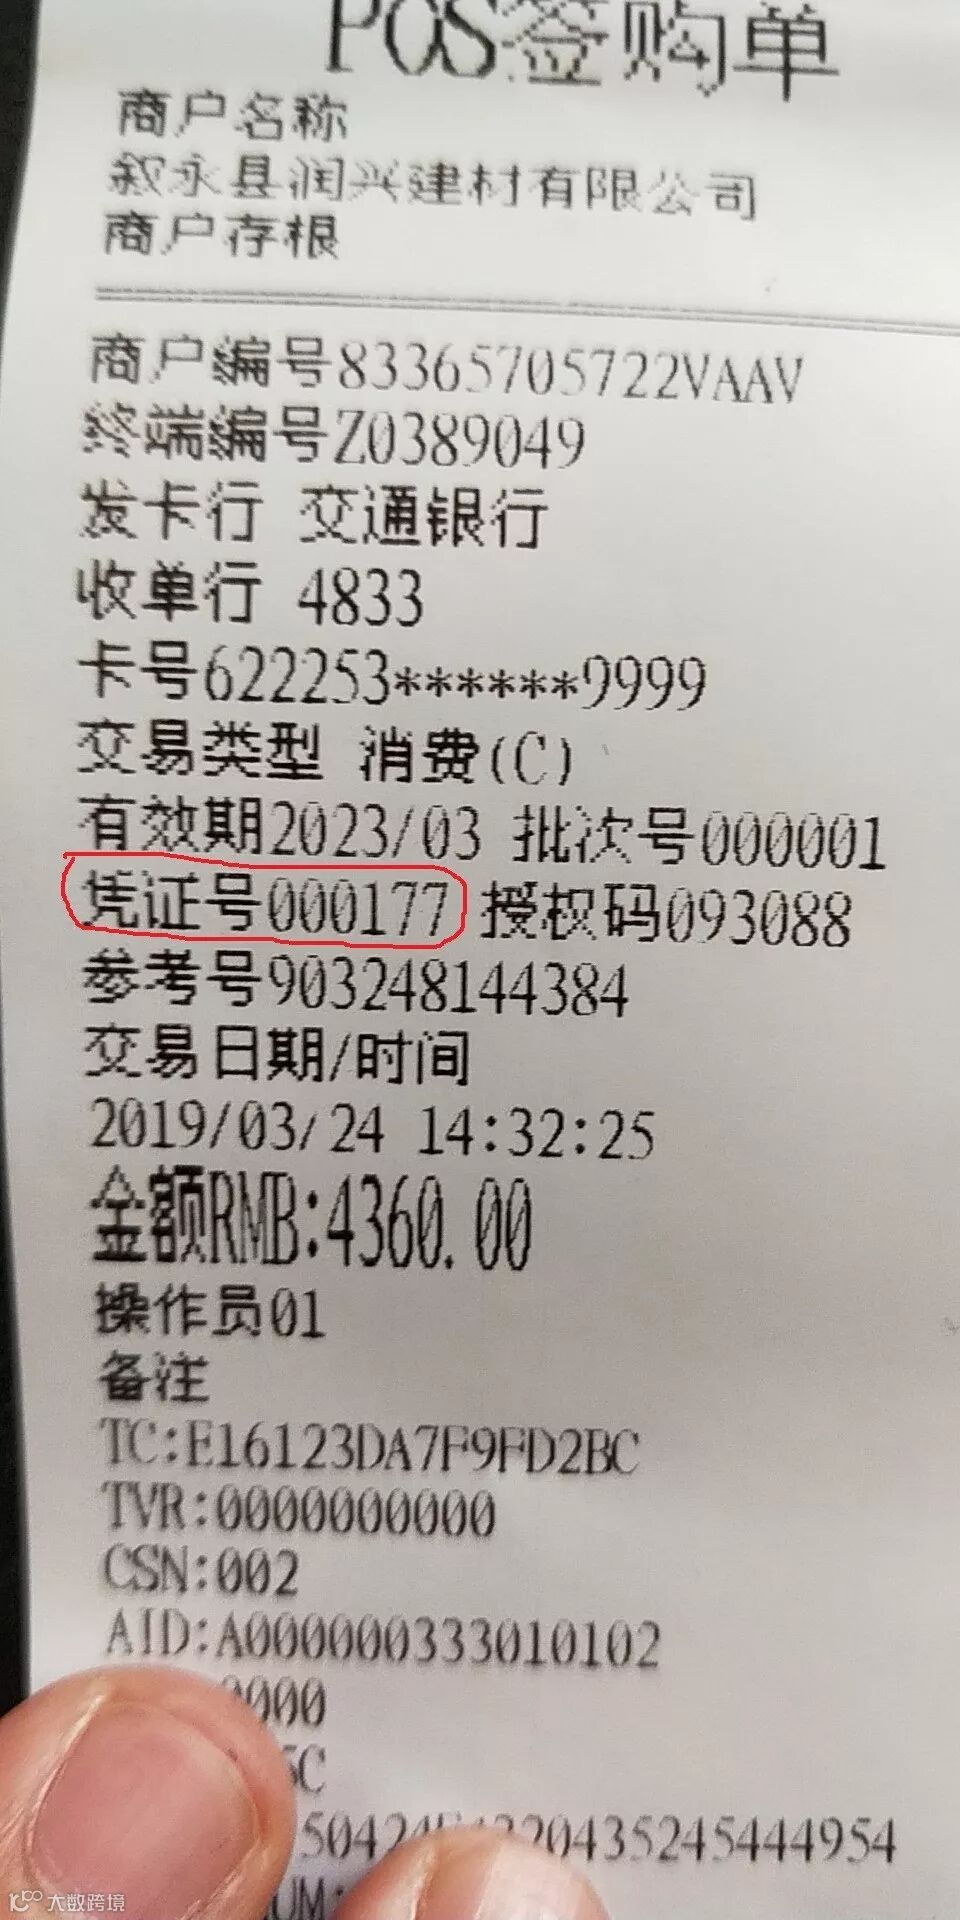 POS签购单
商户名称
叙永县润兴建材有限公司
商户存根
商户编号83365705722VAAV
终端编号Z0389049
发卡行 交通银行
收单行 4833
卡号622253******9999
交易类型 消费(C)
有效期2023/03 批次号000001
凭证号000177 授权码093088
参考号903248144384
交易日期/时间
2019/03/24 14:32:25
金额RMB:4360.00
操作员01
备注
TC:E16123DA7F9FD2BC
TVR:0000000000
CSN:002
AID:A000000333010102
0000
5C
20435245444954
UM:
大数跨境